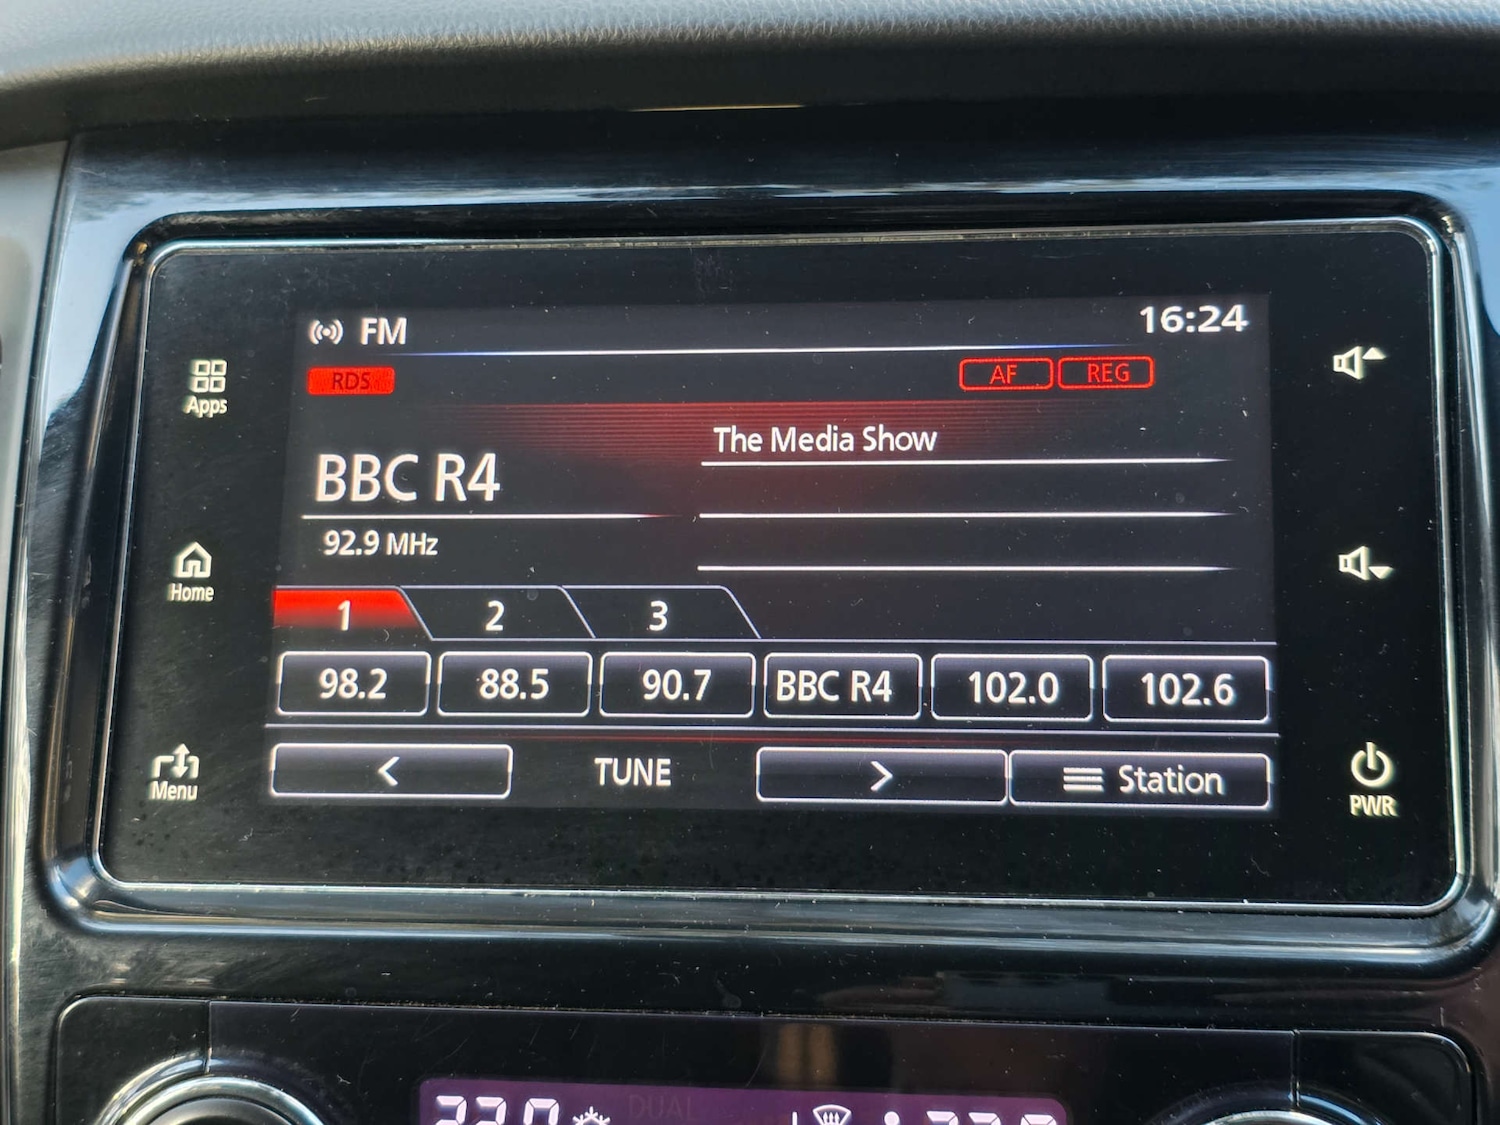 FM 16:24
RDS AF REG
Apps
The Media Show
BBC R4
92.9 MHz
Home
1 2 3
98.2 88.5 90.7 BBC R4 102.0 102.6
< TUNE > Station
Menu
PWR
DUAL